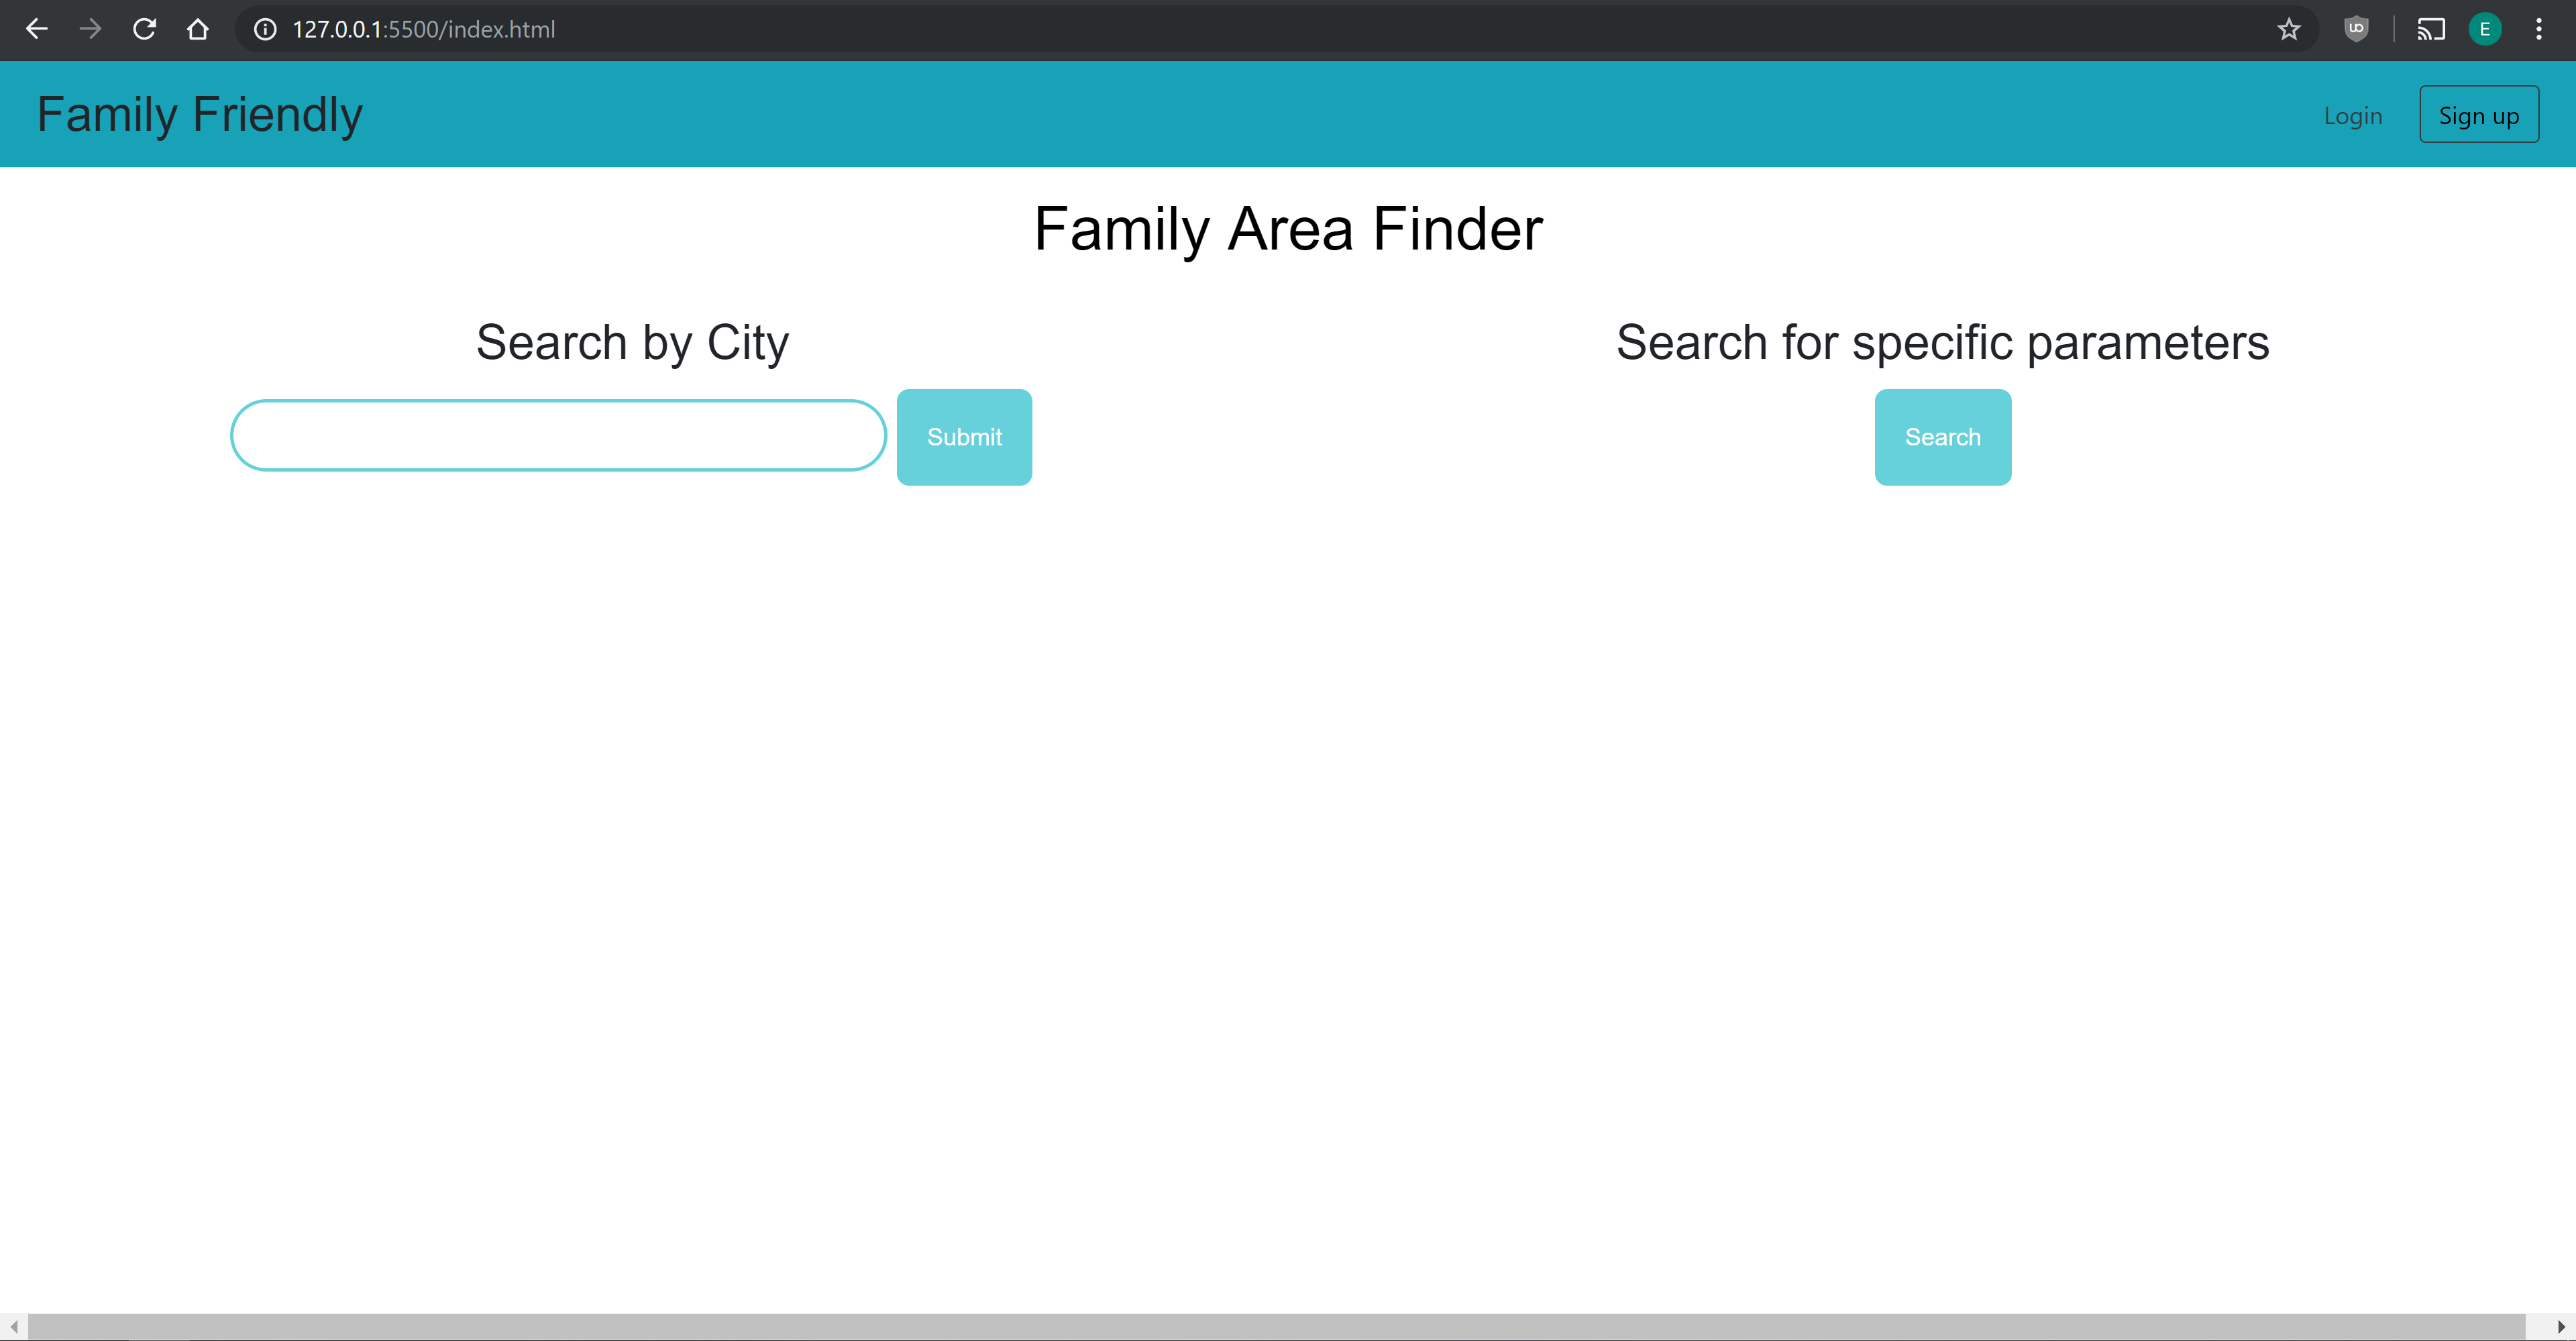 127.0.0.1:5500/index.html
E
Family Friendly
Login
Sign up
Family Area Finder
Search by City
Search for specific parameters
Submit
Search